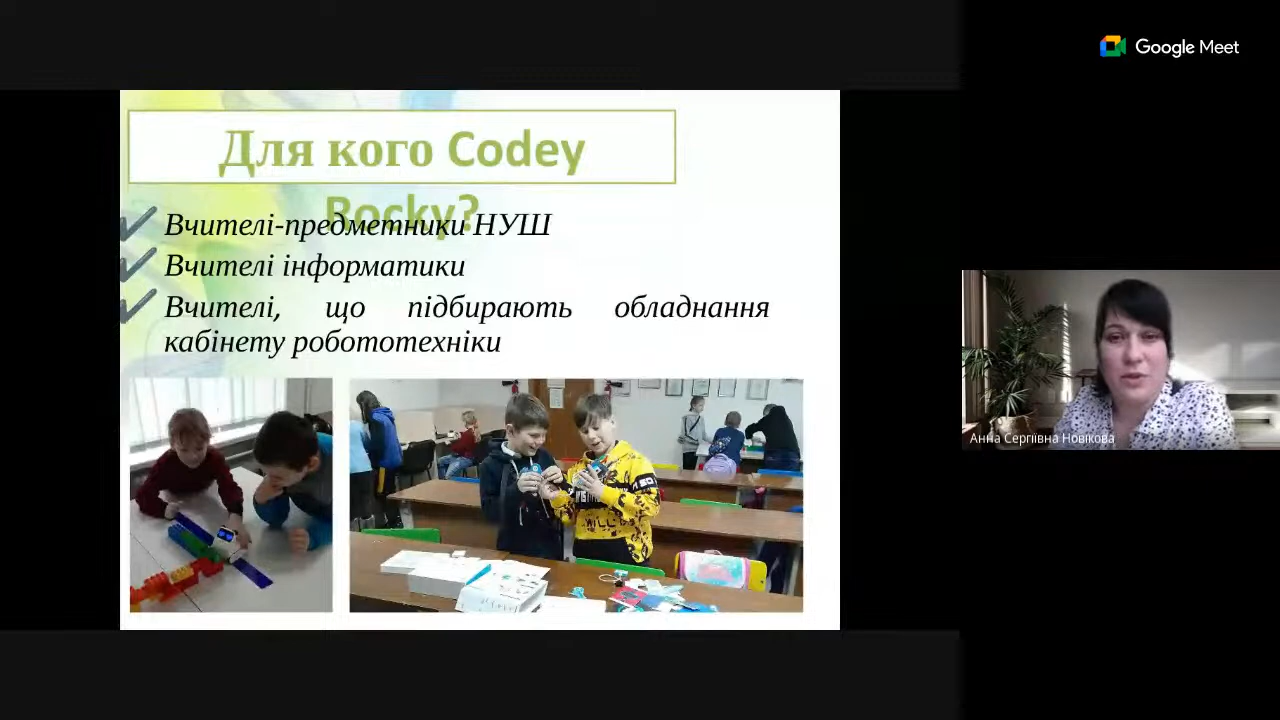 Google Meet
Для кого Codey
Rocky?
Вчителі-предметники НУШ
Вчителі інформатики
Вчителі, що підбирають обладнання
кабінету робототехніки
Анна Сергіївна Новікова